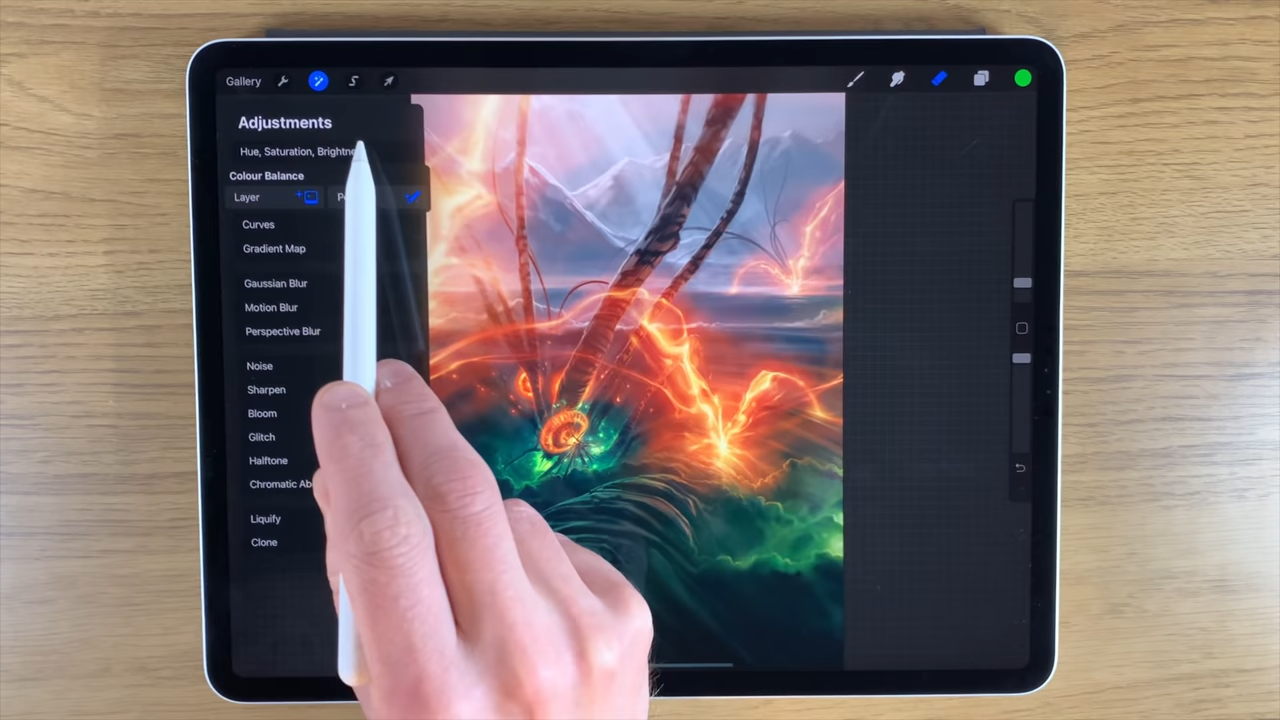 Gallery
Adjustments
Hue, Saturation, Brightne
Colour Balance
Layer
Curves
Gradient Map
Gaussian Blur
Motion Blur
Perspective Blur
Noise
Sharpen
Bloom
Glitch
Halftone
Chromatic Ab
Liquify
Clone